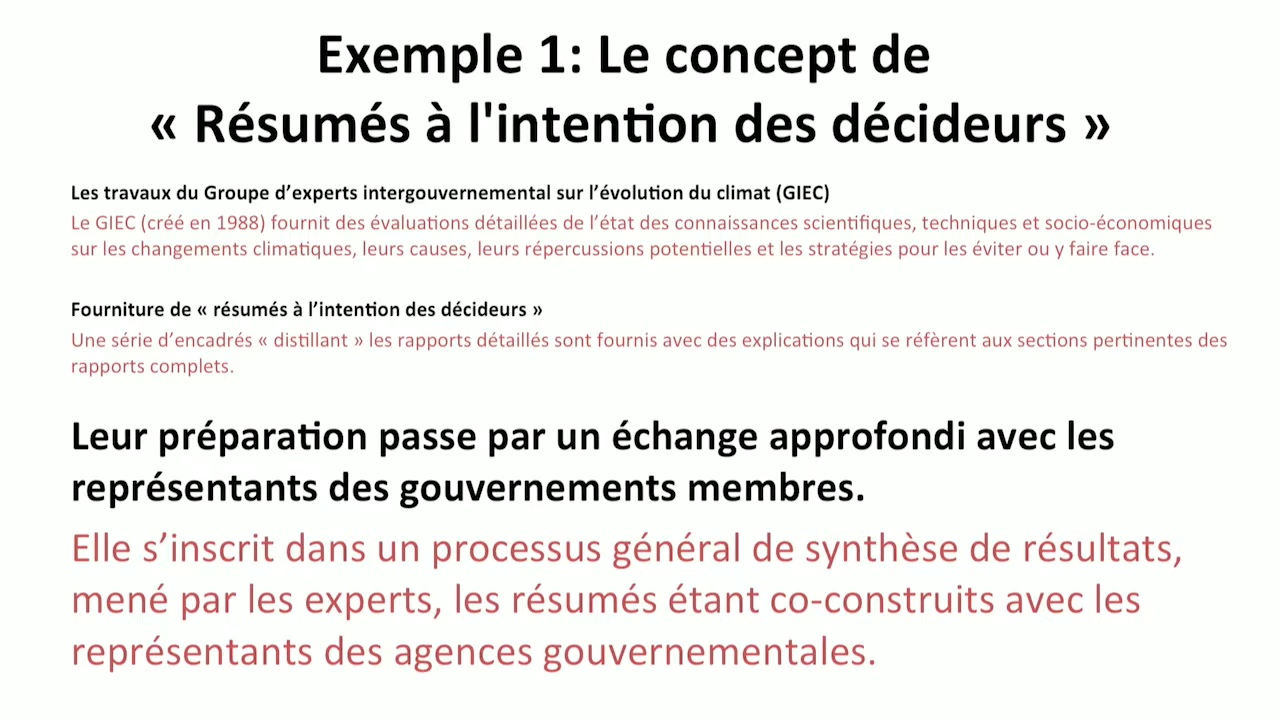 Exemple 1: Le concept de
« Résumés à l'intention des décideurs »
Les travaux du Groupe d’experts intergouvernemental sur l’évolution du climat (GIEC)
Le GIEC (créé en 1988) fournit des évaluations détaillées de l’état des connaissances scientifiques, techniques et socio-économiques
sur les changements climatiques, leurs causes, leurs répercussions potentielles et les stratégies pour les éviter ou y faire face.
Fourniture de « résumés à l’intention des décideurs »
Une série d’encadrés « distillant » les rapports détaillés sont fournis avec des explications qui se réfèrent aux sections pertinentes des
rapports complets.
Leur préparation passe par un échange approfondi avec les
représentants des gouvernements membres.
Elle s’inscrit dans un processus général de synthèse de résultats,
mené par les experts, les résumés étant co-construits avec les
représentants des agences gouvernementales.